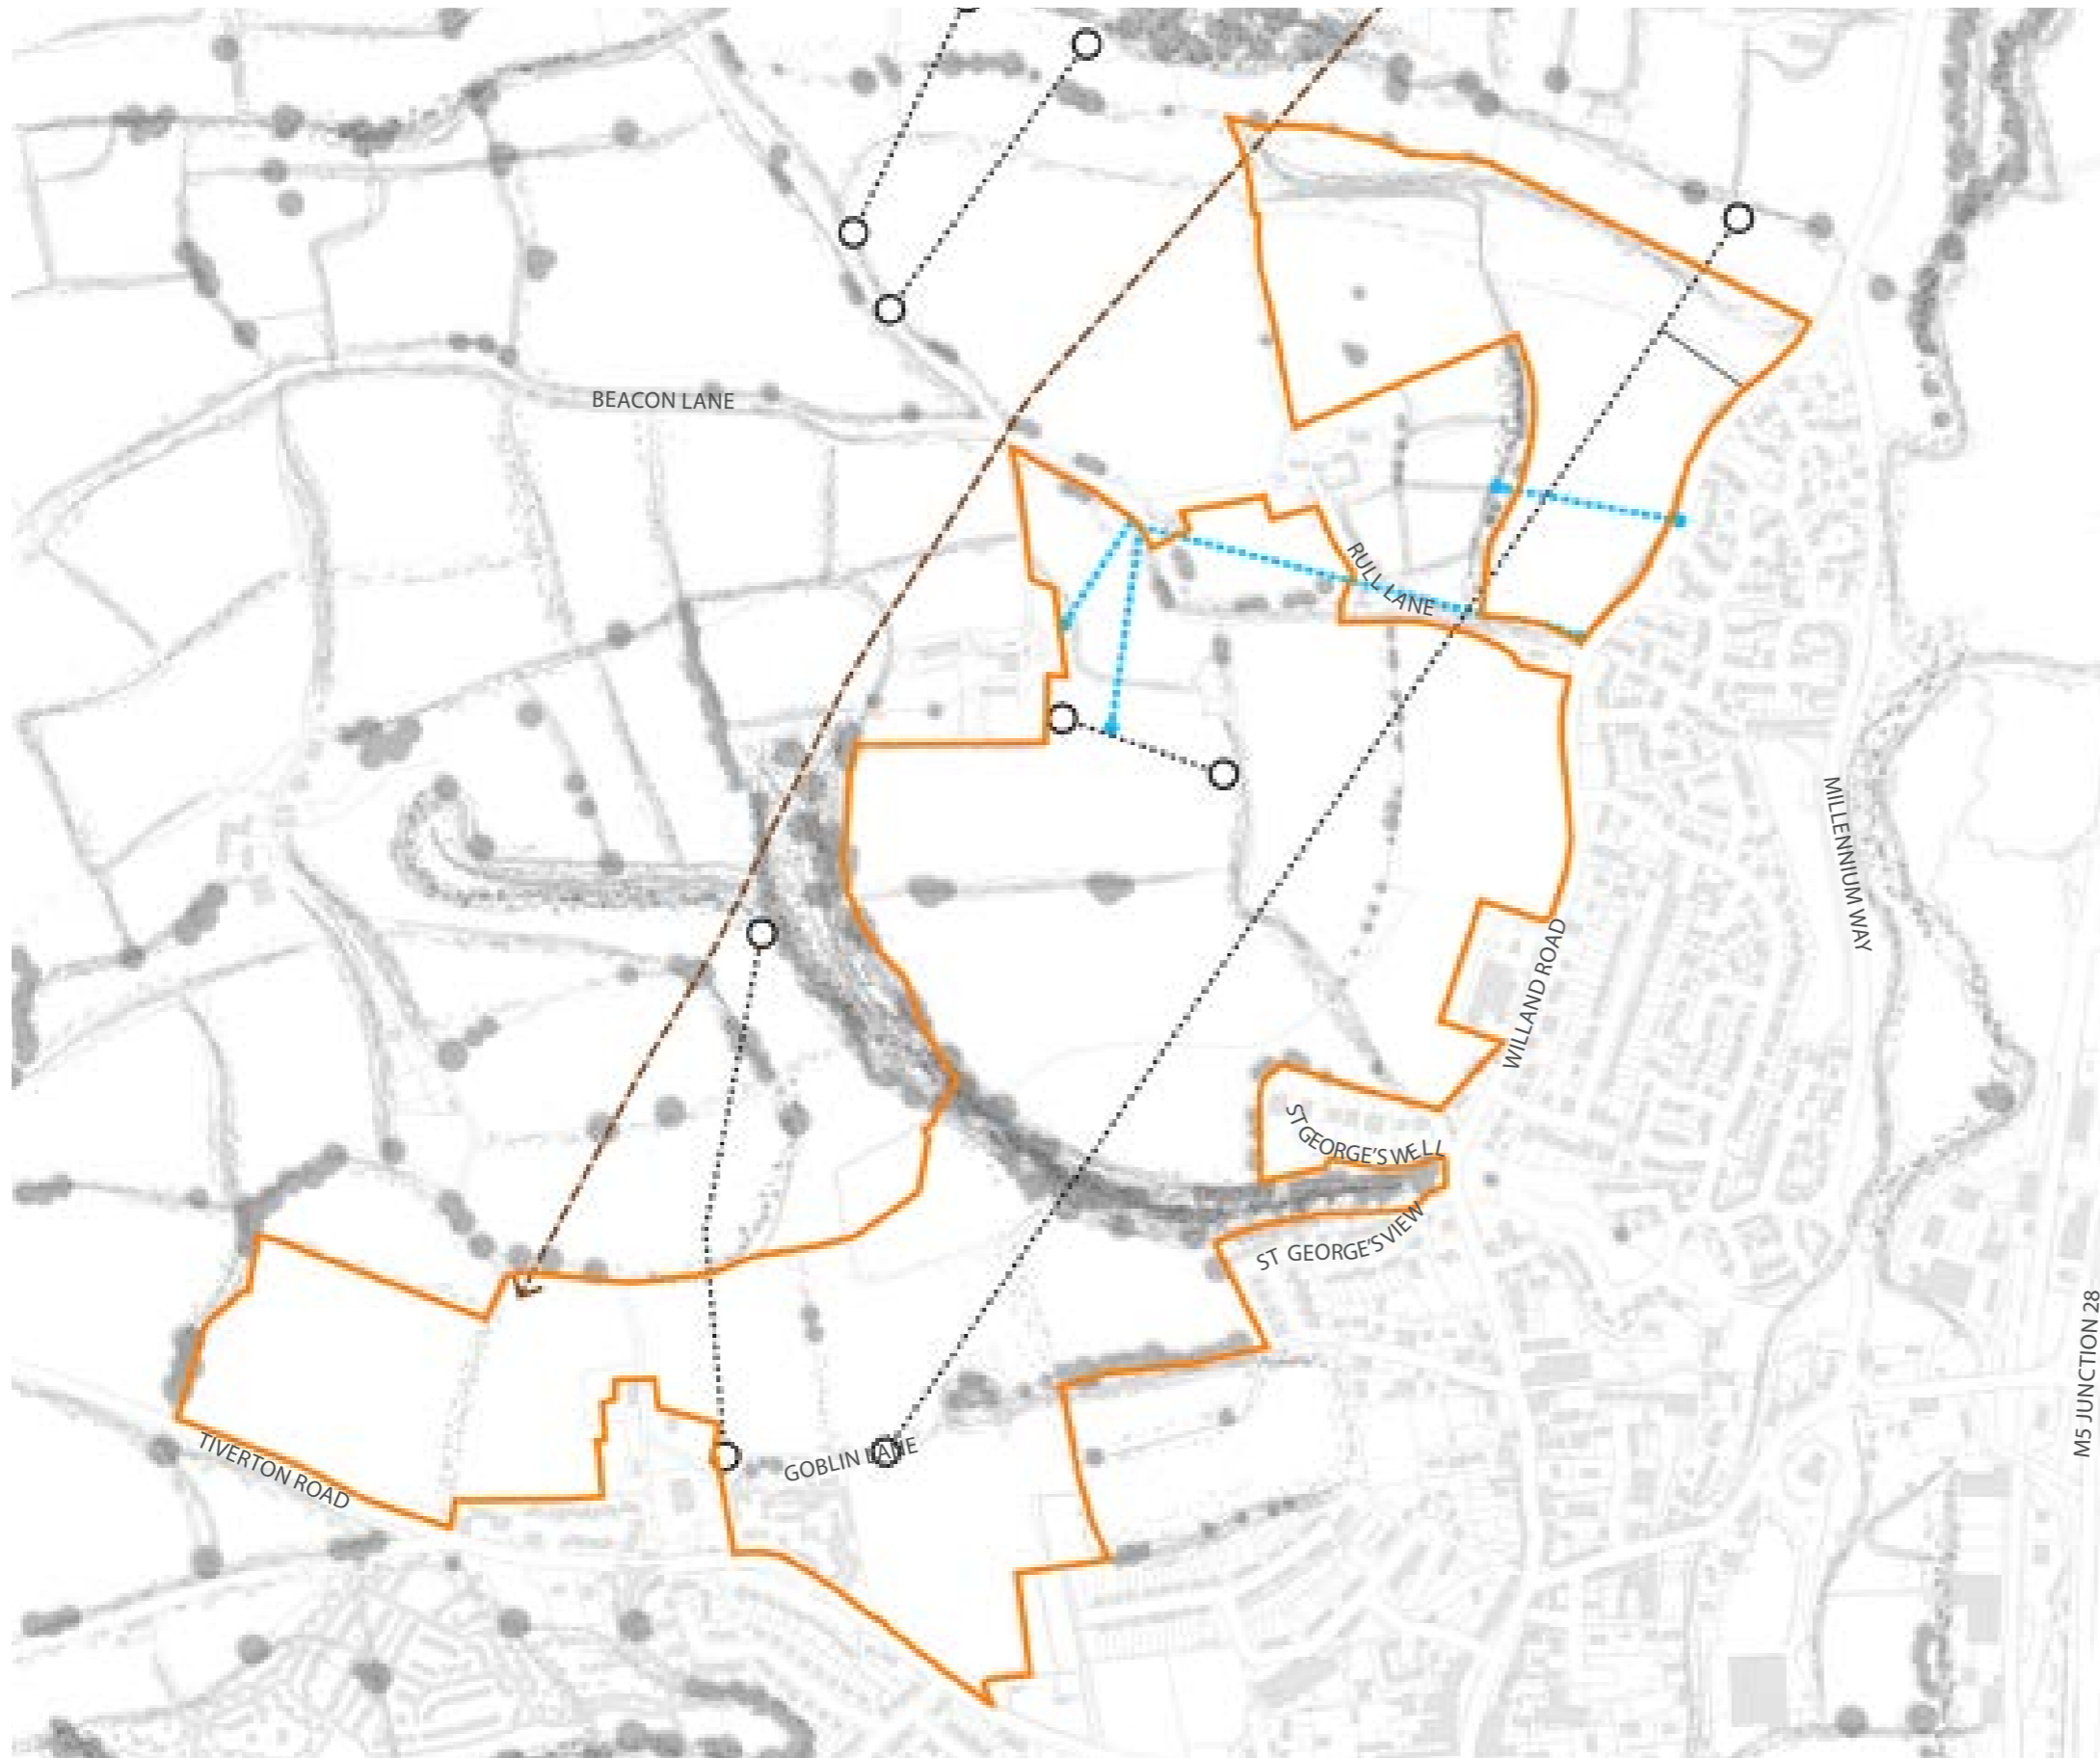 BEACON LANE
RULL LANE
MILLENNIUM WAY
WILLAND ROAD
ST GEORGE'S WELL
ST GEORGE'S VIEW
M5 JUNCTION 28
TIVERTON ROAD
GOBLIN LANE